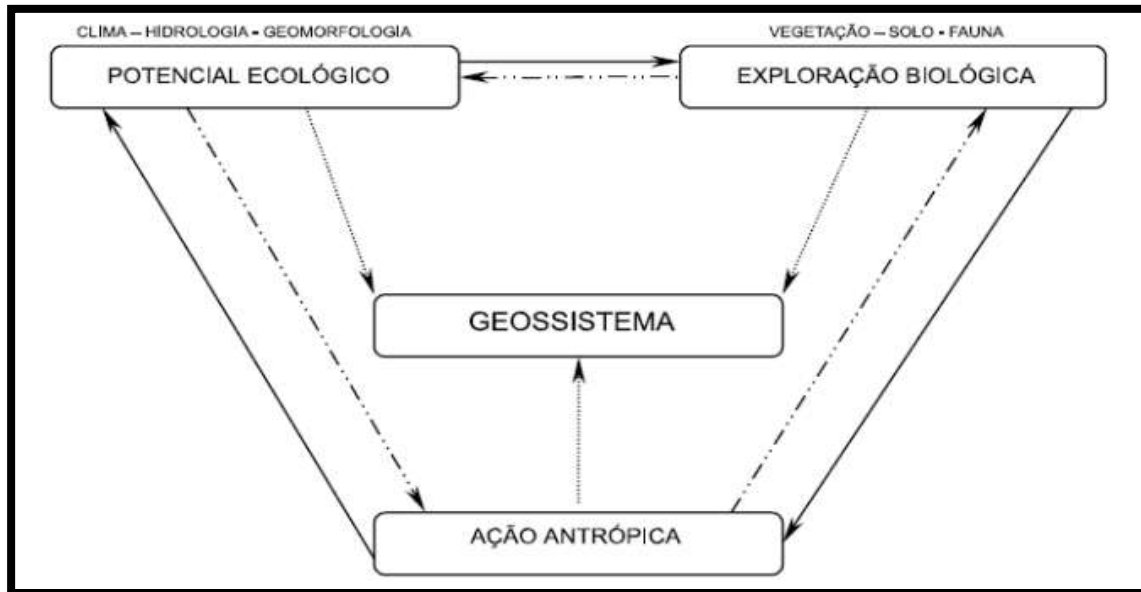 CLIMA – HIDROLOGIA - GEOMORFOLOGIA
VEGETAÇÃO – SOLO - FAUNA
POTENCIAL ECOLÓGICO
EXPLORAÇÃO BIOLÓGICA
GEOSSISTEMA
AÇÃO ANTRÓPICA